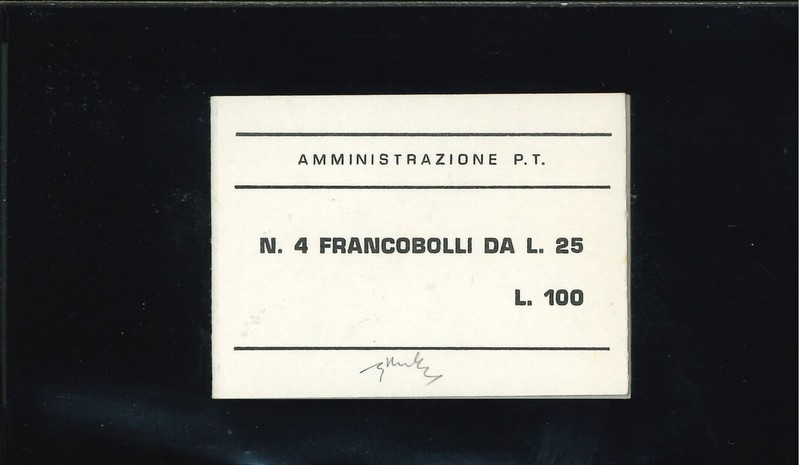 AMMINISTRAZIONE P.T.
N. 4 FRANCOBOLLI DA L. 25
L. 100